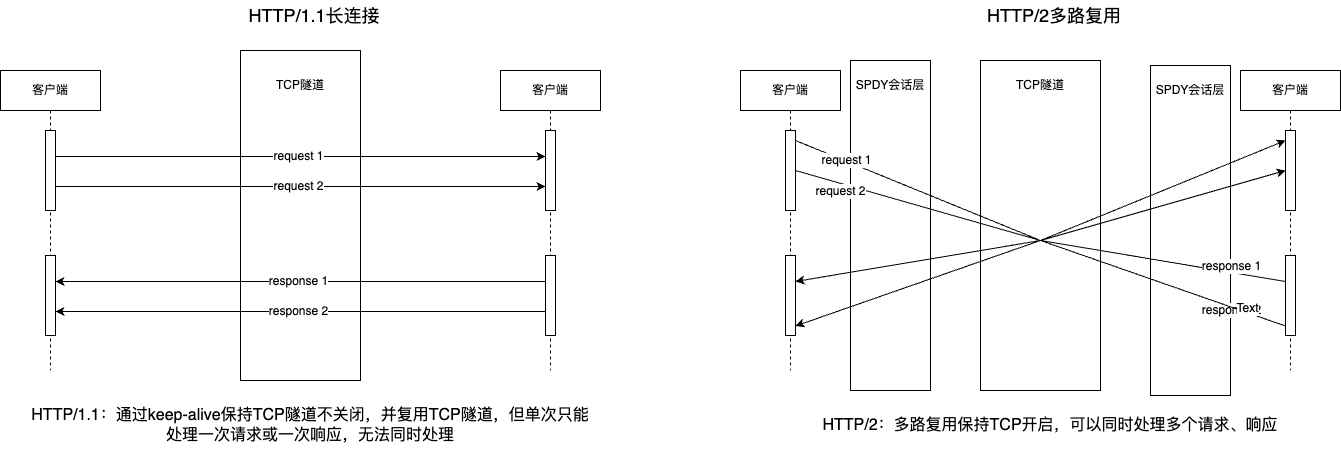 HTTP/1.1长连接
TCP隧道
客户端
客户端
request 1
request 2
response 1
response 2
HTTP/1.1：通过keep-alive保持TCP隧道不关闭，并复用TCP隧道，但单次只能
处理一次请求或一次响应，无法同时处理
HTTP/2多路复用
客户端
SPDY会话层
TCP隧道
SPDY会话层
客户端
request 1
request 2
response 1
Text
HTTP/2：多路复用保持TCP开启，可以同时处理多个请求、响应